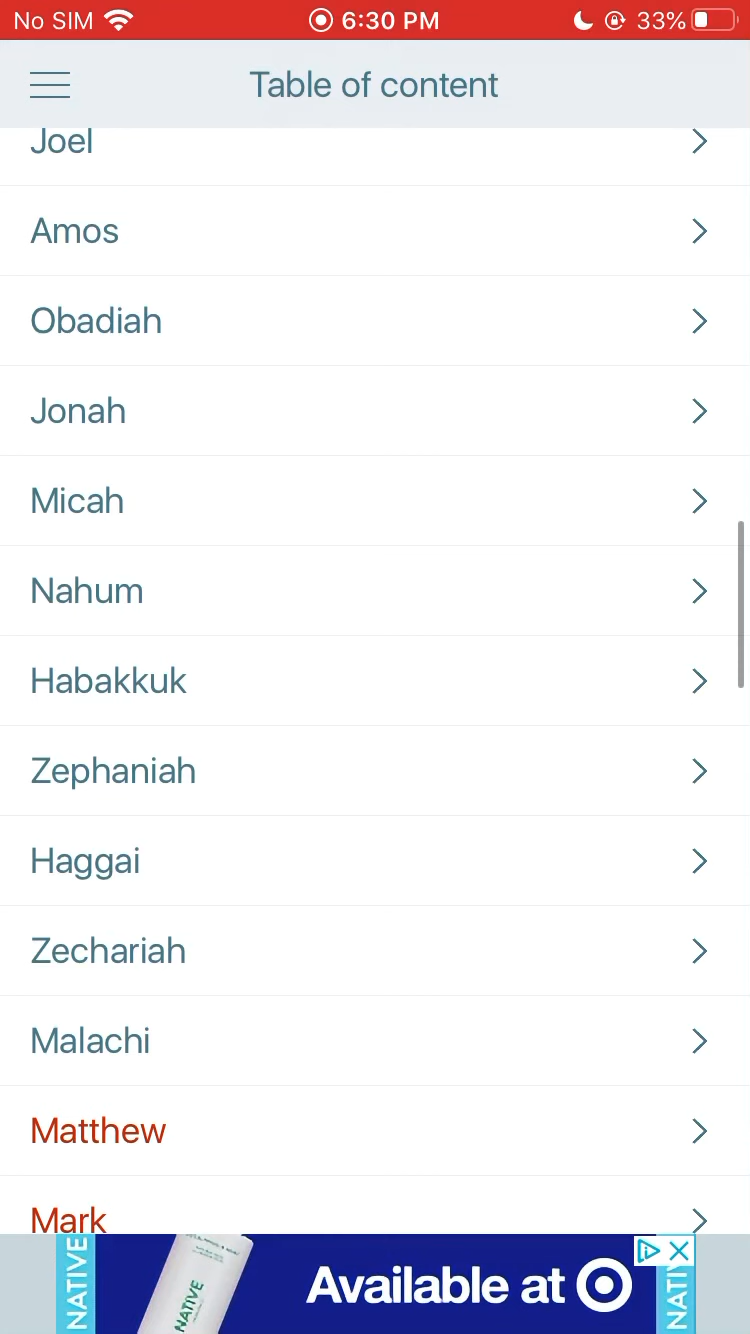 No SIM 6:30 PM 33%
Table of content
Joel
Amos
Obadiah
Jonah
Micah
Nahum
Habakkuk
Zephaniah
Haggai
Zechariah
Malachi
Matthew
Mark
NATIVE
NATIVE
Available at
NATIV